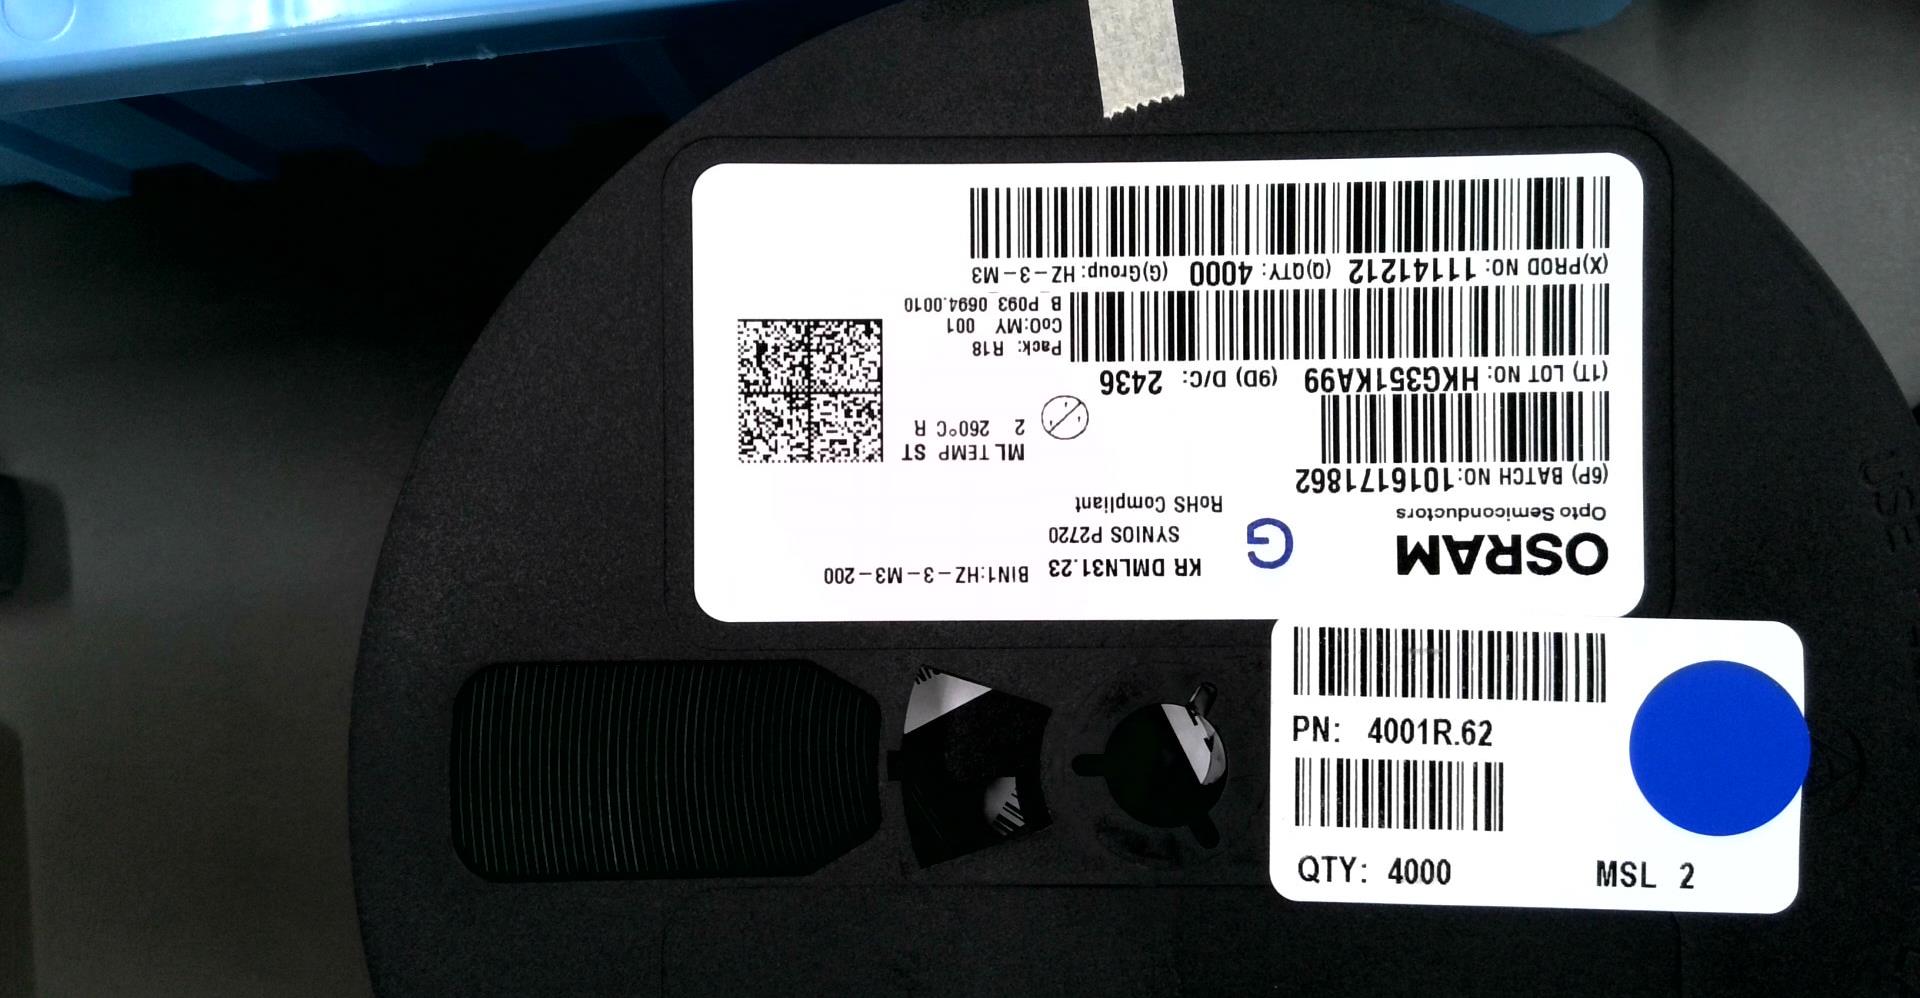 OSRAM
Opto Semiconductors
KR DMLN31.23 BIN1:HZ-3-M3-200
SYNIOS P2720
RoHS Compliant
G
(6P) BATCH NO:1016171862
ML TEMP ST
2 260°C R
(1T) LOT NO: HKG351KA99 (9D) D/C: 2436
Pack: R18
CoO:MY 001
B_P093_0694.0010
(X)PROD NO: 11141212 (Q)QTY: 4000 (G)Group:HZ-3-M3
PN: 4001R.62
QTY: 4000 MSL 2